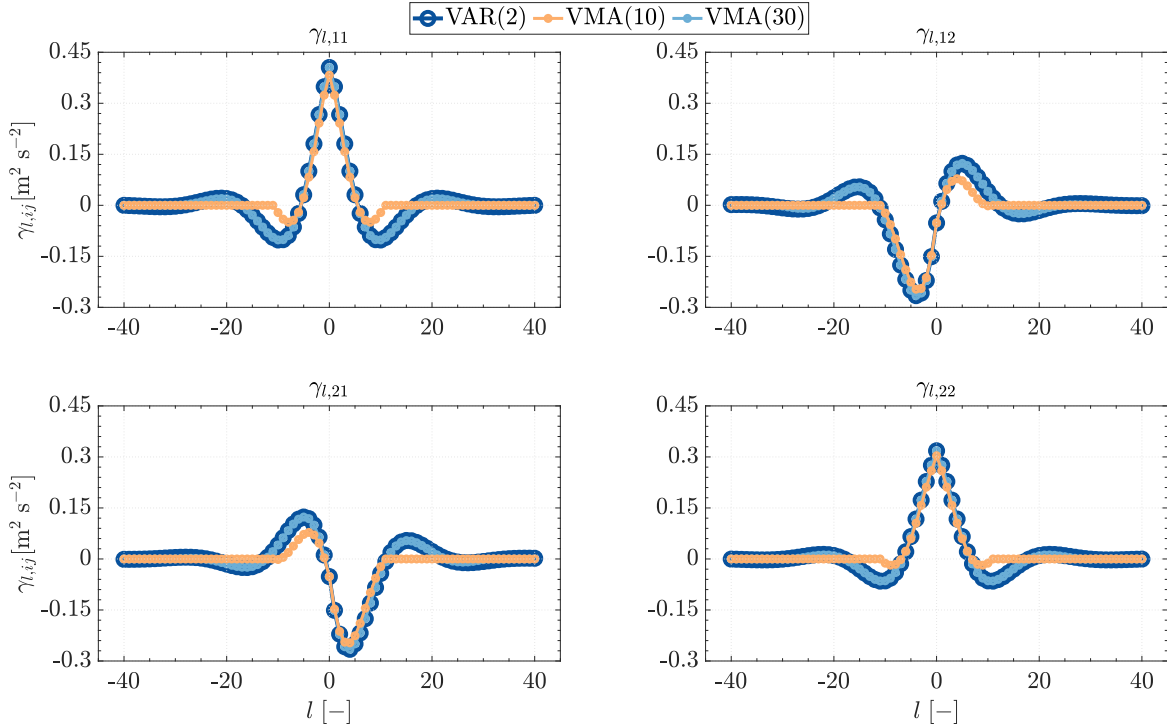 VAR(2) VMA(10) VMA(30)
γl,11 γl,12
γl,ij[m² s⁻²]
0.45 0.45
0.3 0.3
0.15 0.15
0 0
-0.15 -0.15
-0.3 -0.3
-40 -20 0 20 40 -40 -20 0 20 40
γl,21 γl,22
γl,ij[m² s⁻²]
0.45 0.45
0.3 0.3
0.15 0.15
0 0
-0.15 -0.15
-0.3 -0.3
-40 -20 0 20 40 -40 -20 0 20 40
l [−] l [−]